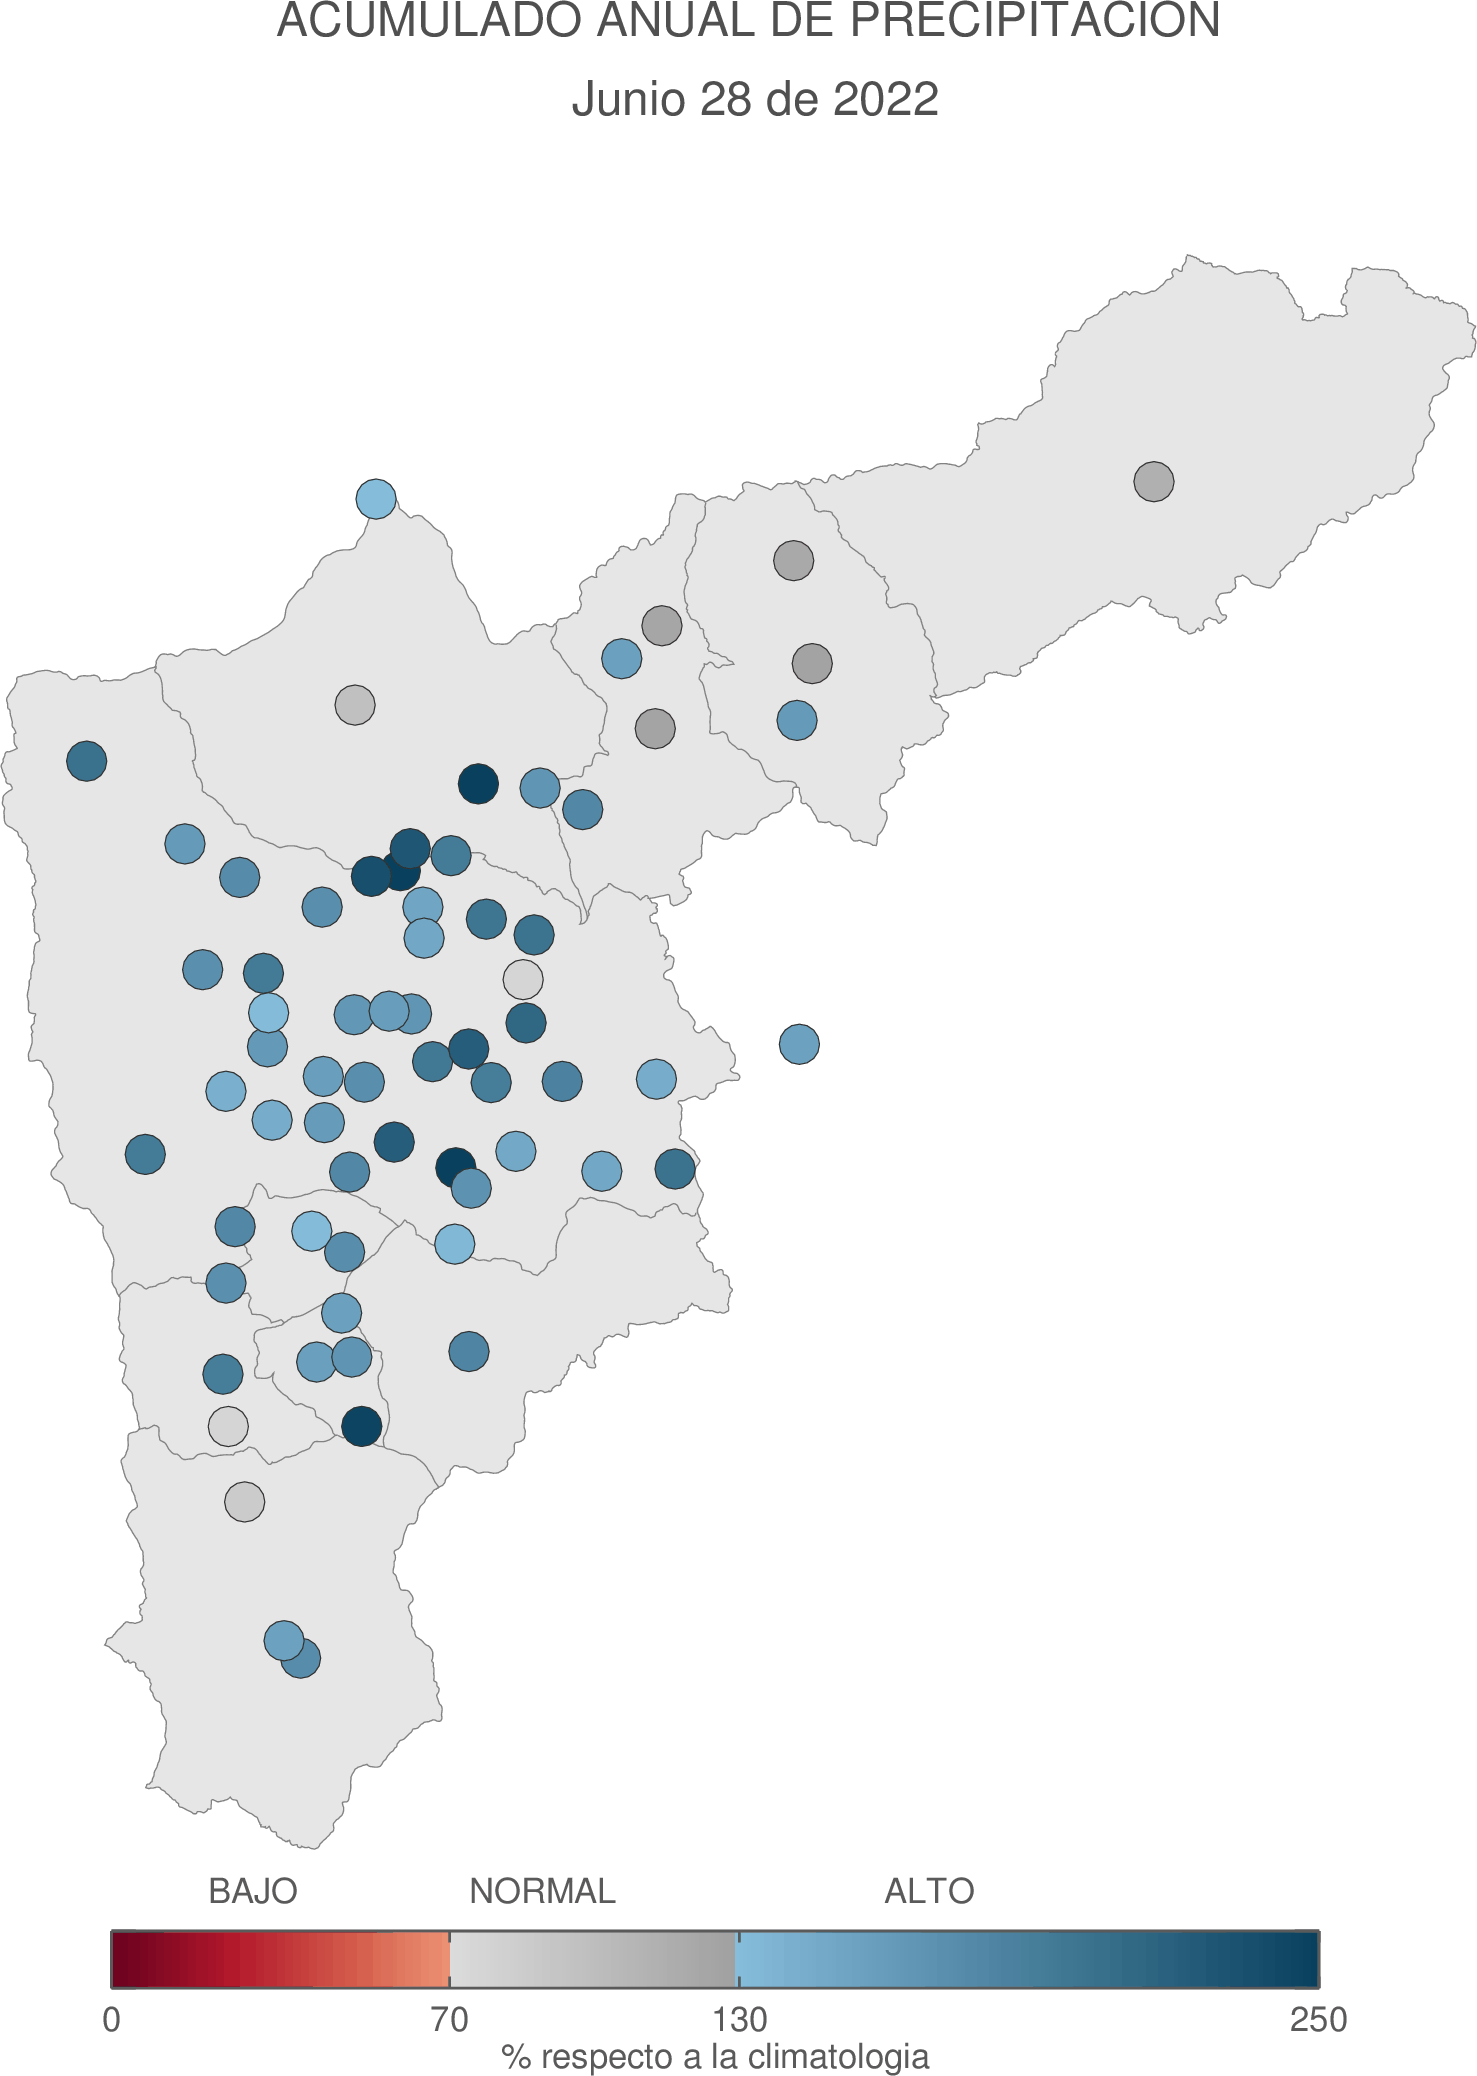 ACUMULADO ANUAL DE PRECIPITACION
Junio 28 de 2022
BAJO NORMAL ALTO
0 70 130 250
% respecto a la climatologia